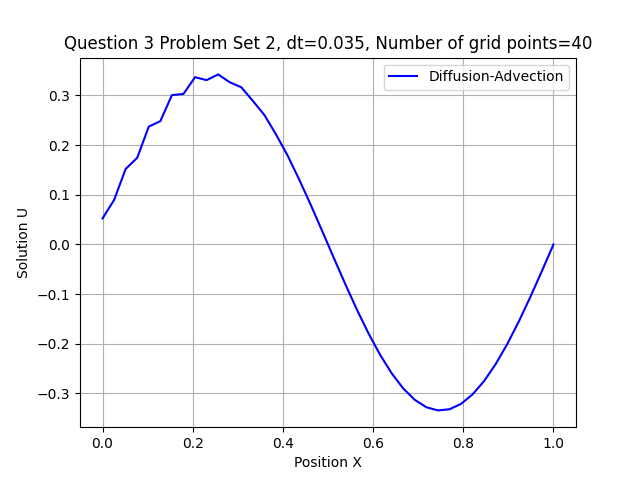 Question 3 Problem Set 2, dt=0.035, Number of grid points=40
Diffusion-Advection
Solution U
0.3
0.2
0.1
0.0
−0.1
−0.2
−0.3
0.0 0.2 0.4 0.6 0.8 1.0
Position X